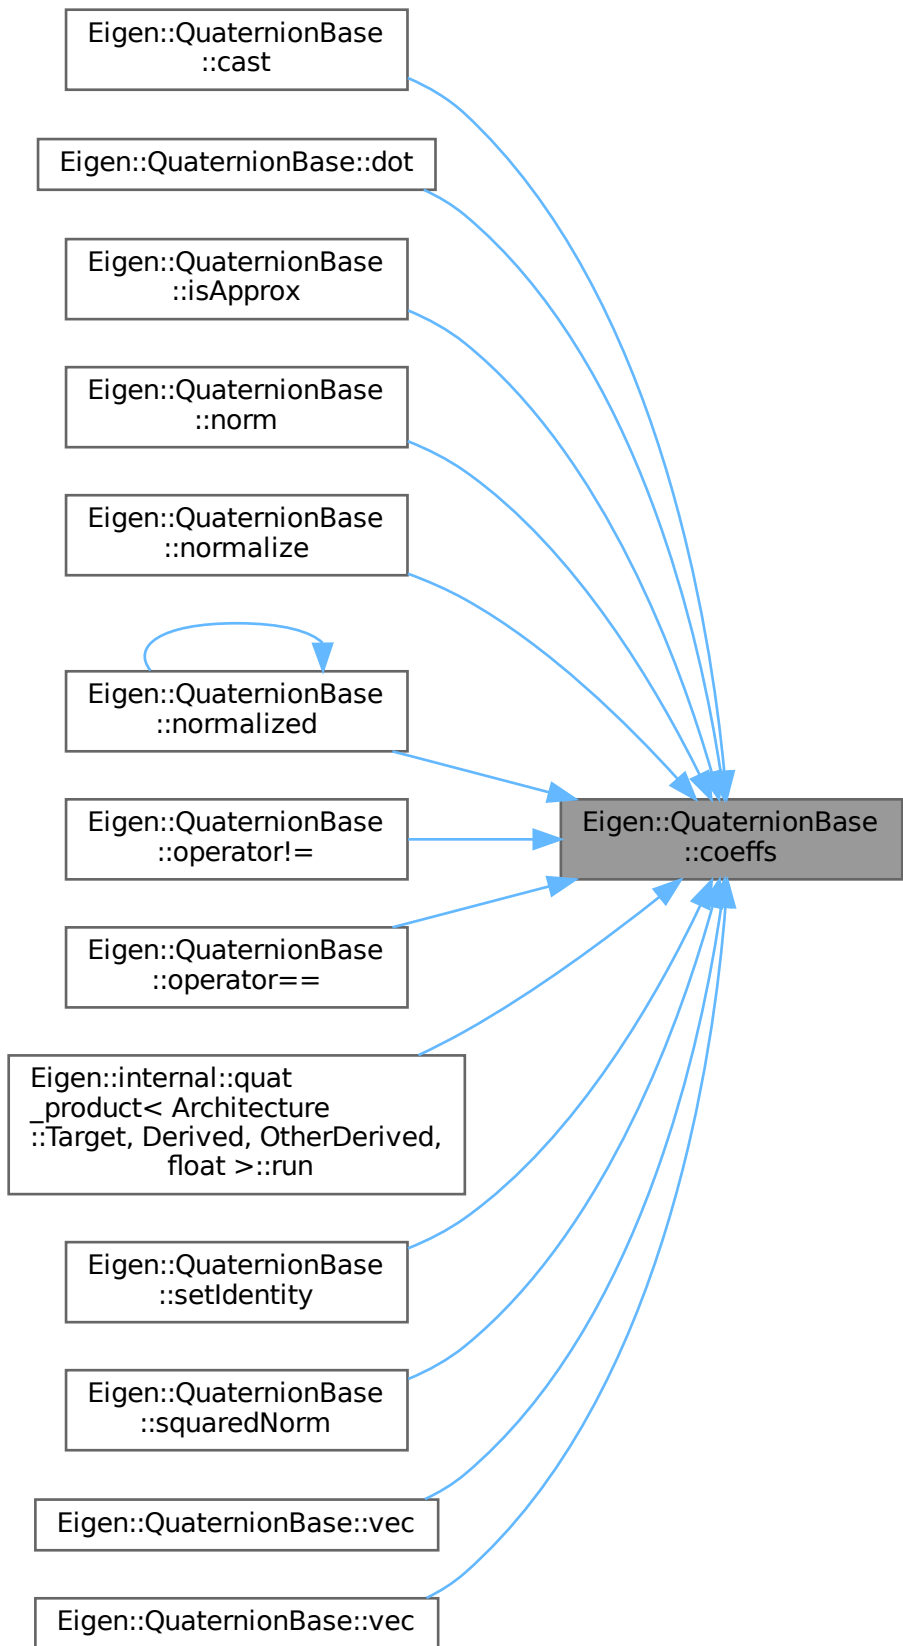 Eigen::QuaternionBase
::cast
Eigen::QuaternionBase::dot
Eigen::QuaternionBase
::isApprox
Eigen::QuaternionBase
::norm
Eigen::QuaternionBase
::normalize
Eigen::QuaternionBase
::normalized
Eigen::QuaternionBase
::operator!=
Eigen::QuaternionBase
::coeffs
Eigen::QuaternionBase
::operator==
Eigen::internal::quat
_product< Architecture
::Target, Derived, OtherDerived,
float >::run
Eigen::QuaternionBase
::setIdentity
Eigen::QuaternionBase
::squaredNorm
Eigen::QuaternionBase::vec
Eigen::QuaternionBase::vec